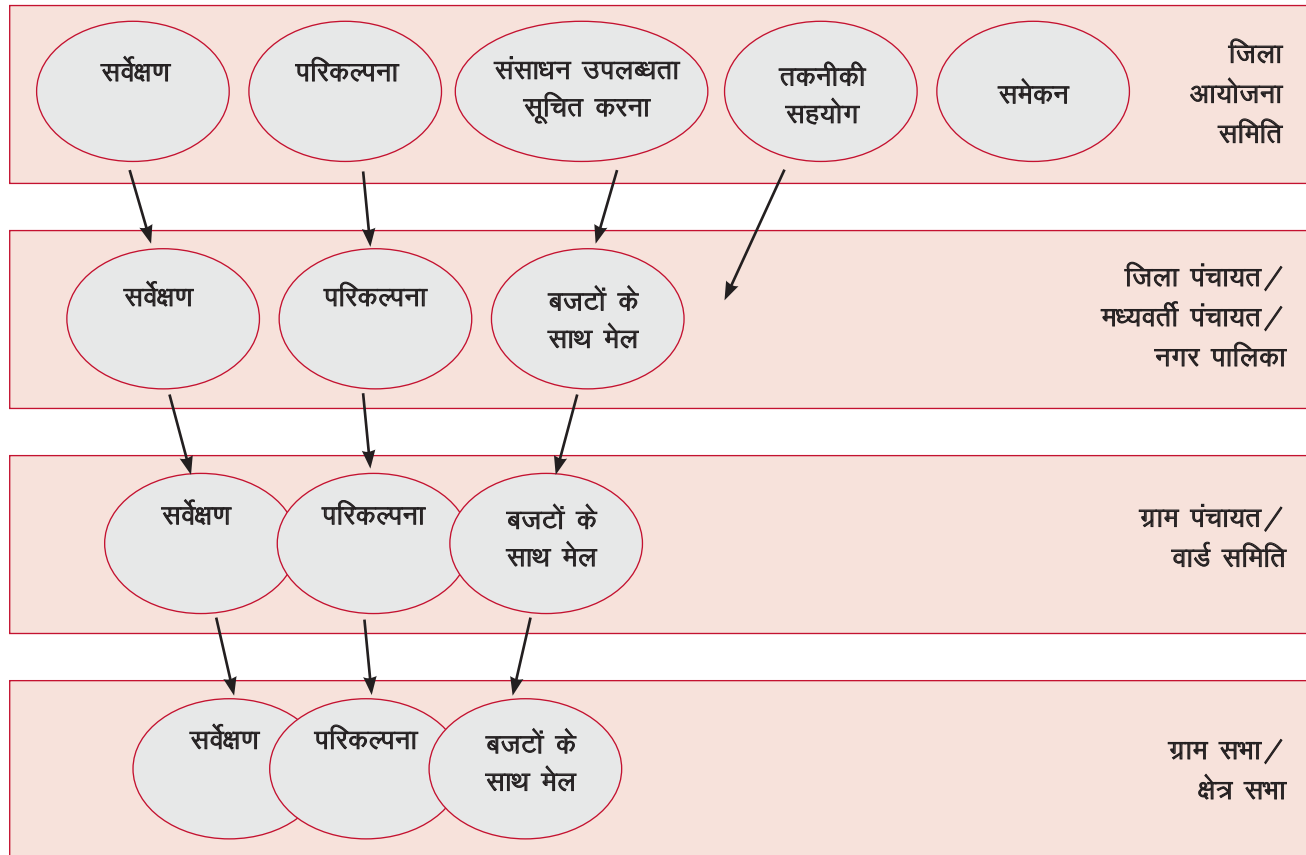 सर्वेक्षण
परिकल्पना
संसाधन उपलब्धता
सूचित करना
तकनीकी
सहयोग
समेकन
जिला
आयोजना
समिति
सर्वेक्षण
परिकल्पना
बजटों के
साथ मेल
जिला पंचायत/
मध्यवर्ती पंचायत/
नगर पालिका
सर्वेक्षण
परिकल्पना
बजटों के
साथ मेल
ग्राम पंचायत/
वार्ड समिति
सर्वेक्षण
परिकल्पना
बजटों के
साथ मेल
ग्राम सभा/
क्षेत्र सभा